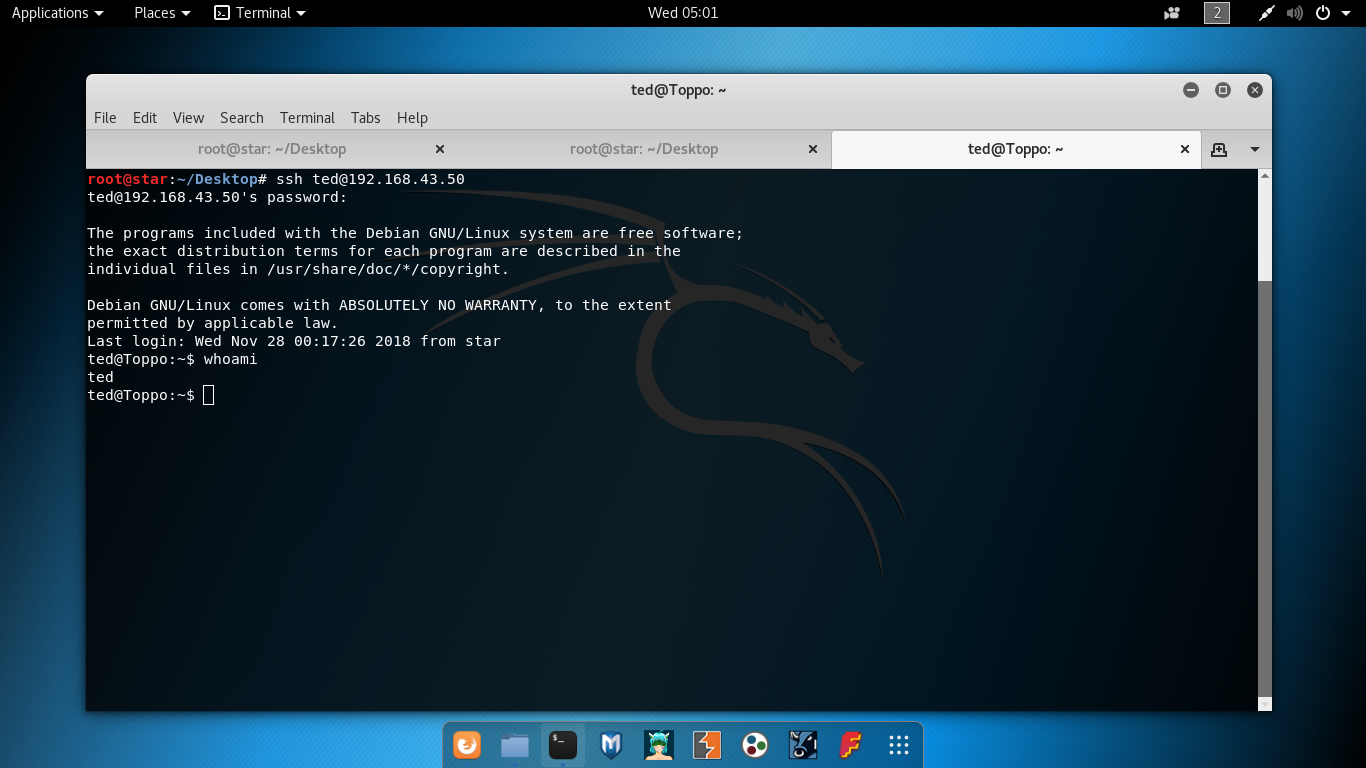 Applications Places Terminal Wed 05:01 2
ted@Toppo: ~
File Edit View Search Terminal Tabs Help
root@star: ~/Desktop root@star: ~/Desktop ted@Toppo: ~
root@star:~/Desktop# ssh ted@192.168.43.50
ted@192.168.43.50's password:
The programs included with the Debian GNU/Linux system are free software;
the exact distribution terms for each program are described in the
individual files in /usr/share/doc/*/copyright.
Debian GNU/Linux comes with ABSOLUTELY NO WARRANTY, to the extent
permitted by applicable law.
Last login: Wed Nov 28 00:17:26 2018 from star
ted@Toppo:~$ whoami
ted
ted@Toppo:~$